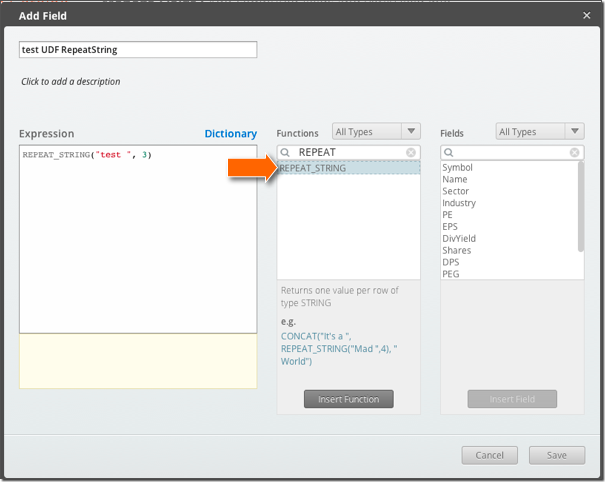 Add Field
test UDF RepeatString
Click to add a description
Expression
Dictionary
REPEAT_STRING("test ", 3)
Functions
All Types
REPEAT
REPEAT_STRING
Returns one value per row of
type STRING
e.g.
CONCAT("It's a ",
REPEAT_STRING("Mad ",4), "
World")
Insert Function
Fields
All Types
Symbol
Name
Sector
Industry
PE
EPS
DivYield
Shares
DPS
PEG
Insert Field
Cancel
Save